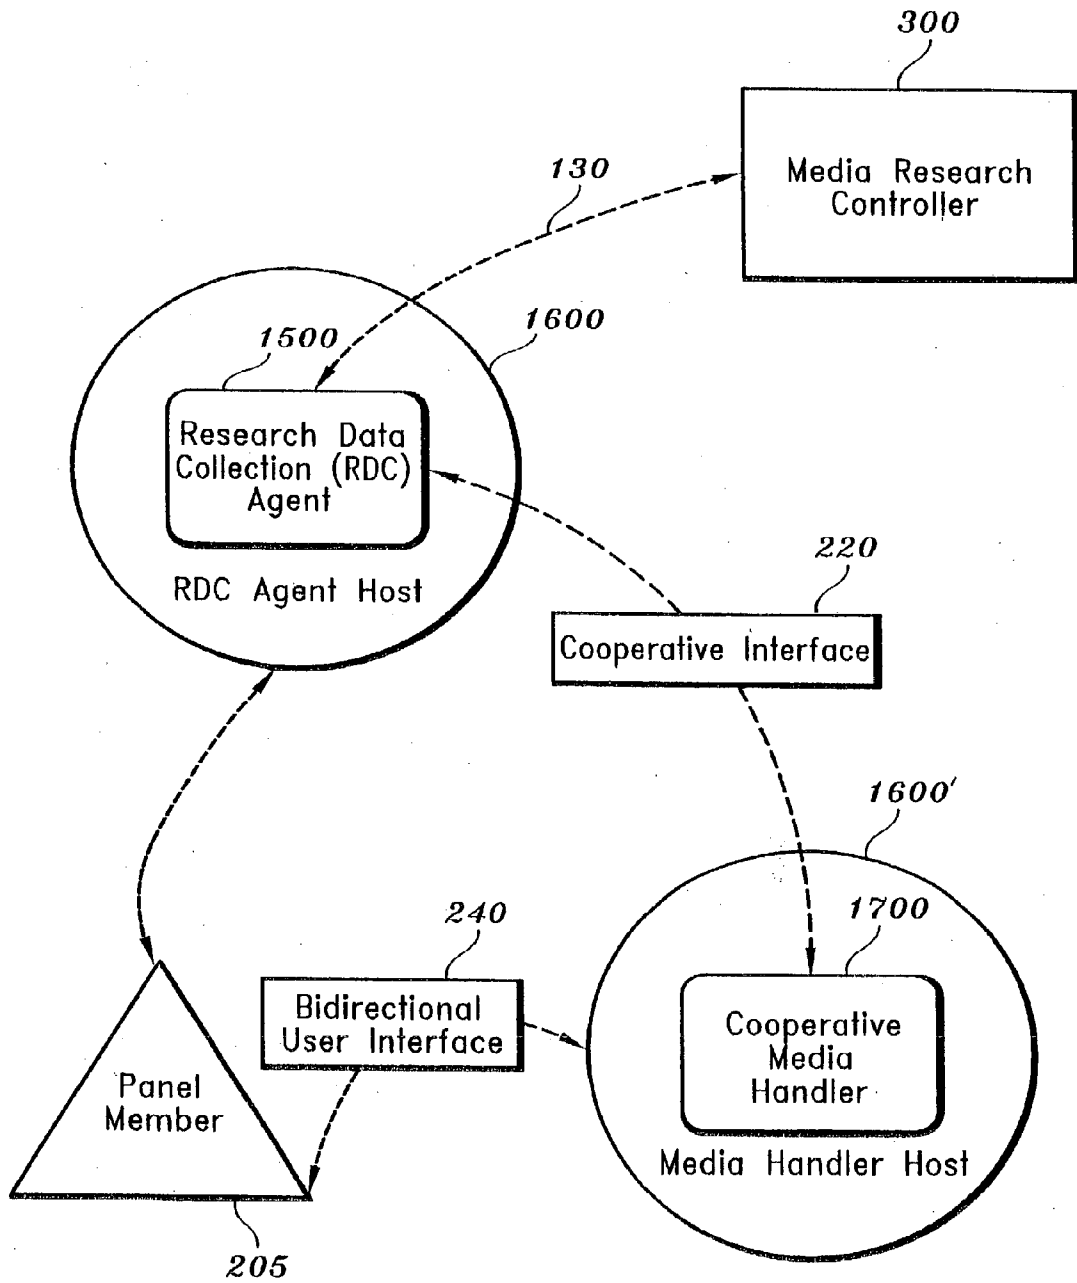 300
Media Research
Controller
130
1600
1500
Research Data
Collection (RDC)
Agent
RDC Agent Host
220
Cooperative Interface
1600'
240
1700
Bidirectional
User Interface
Cooperative
Media
Handler
Panel
Member
Media Handler Host
205